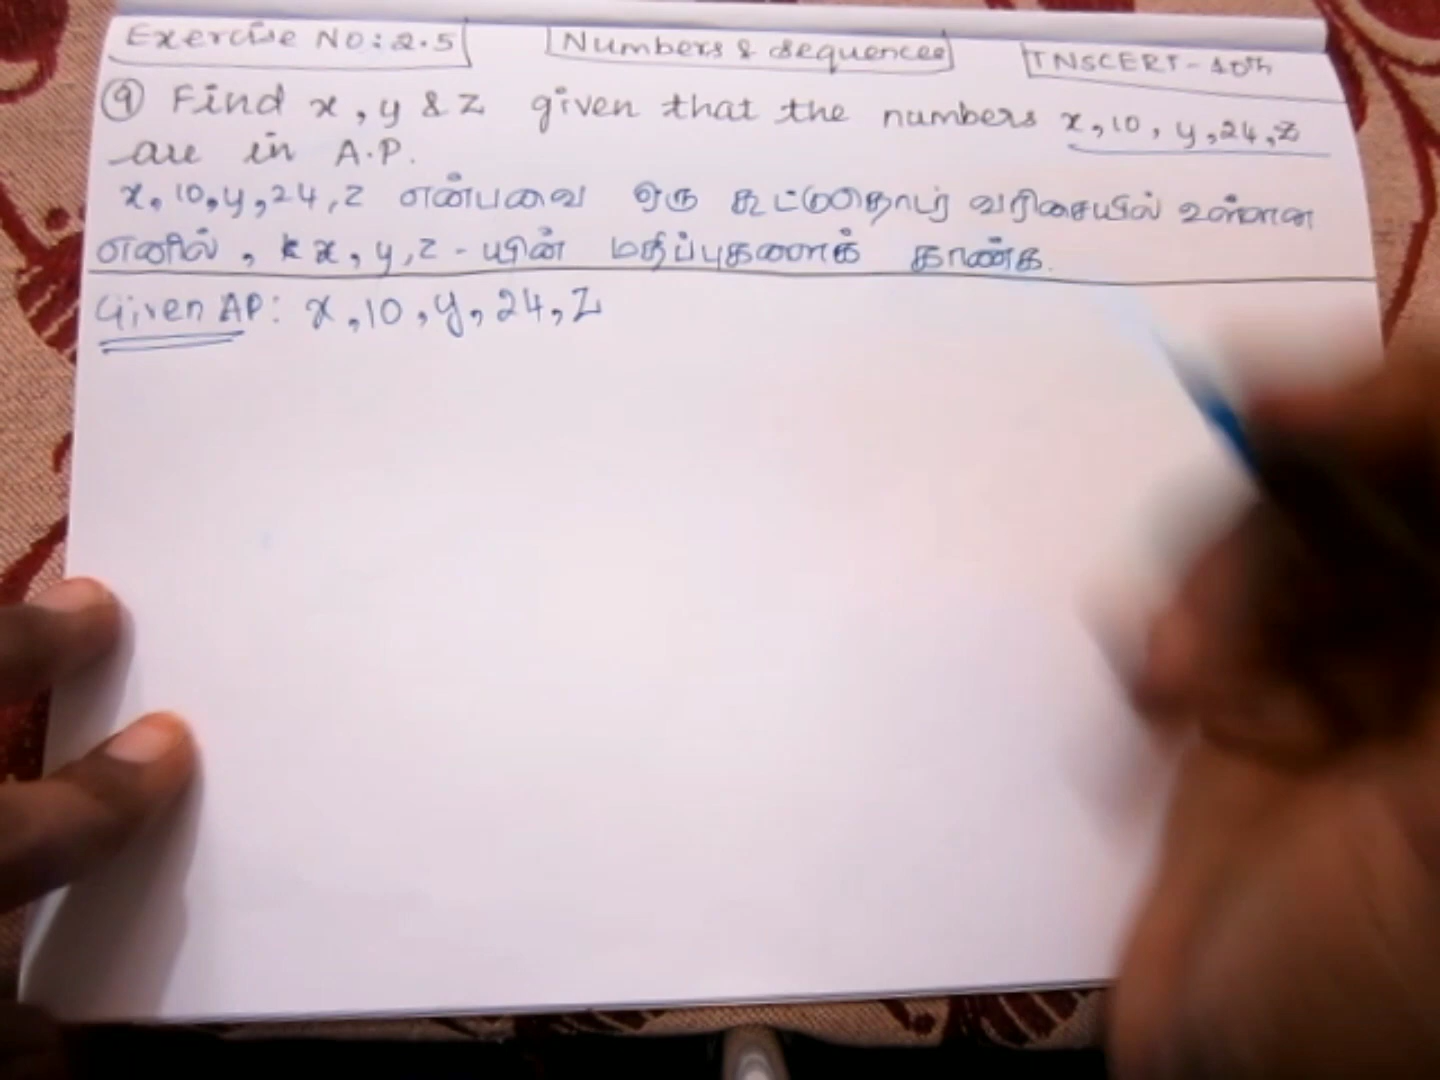 Exercise NO: 2.5 Numbers & Sequences TNSCERT - 10th
9 Find x, y & z given that the numbers x, 10, y, 24, z
are in A.P.
x, 10, y, 24, z என்பவை ஒரு கூட்டுத்தொடர் வரிசையில் உள்ளன
எனில், x, y, z - யின் மதிப்புகளைக் காண்க.
Given AP: x, 10, y, 24, z